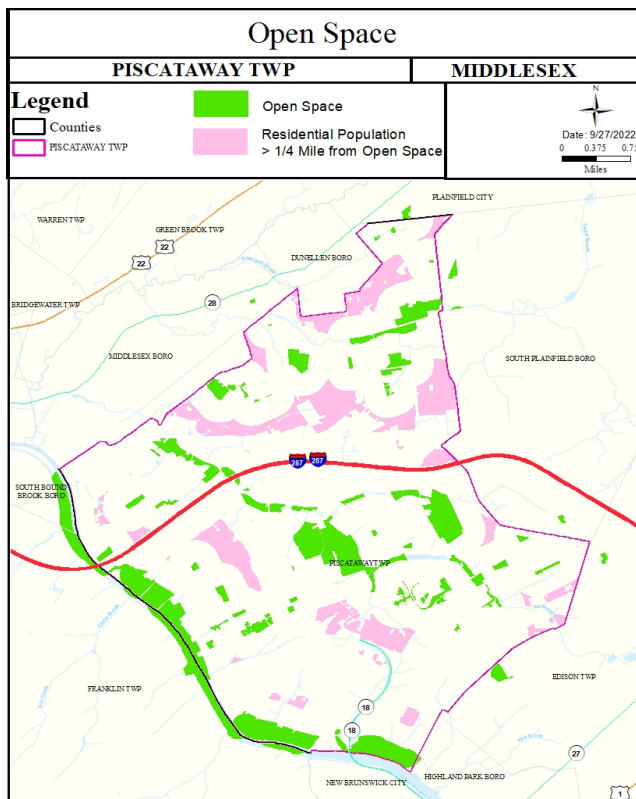 Open Space
PISCATAWAY TWP
MIDDLESEX
Legend
Counties
PISCATAWAY TWP
Open Space
Residential Population
> 1/4 Mile from Open Space
N
Date: 9/27/2022
0 0.375 0.75
Miles
PLAINFIELD CITY
WARREN TWP
GREEN BROOK TWP
22
22
DUNELLEN BORO
BRIDGEWATER TWP
28
MIDDLESEX BORO
SOUTH PLAINFIELD BORO
287
287
SOUTH BOUND
BROOK BORO
PISCATAWAYTWP
FRANKLIN TWP
EDISON TWP
18
18
27
HIGHLAND PARK BORO
NEW BRUNSWICK CITY
1